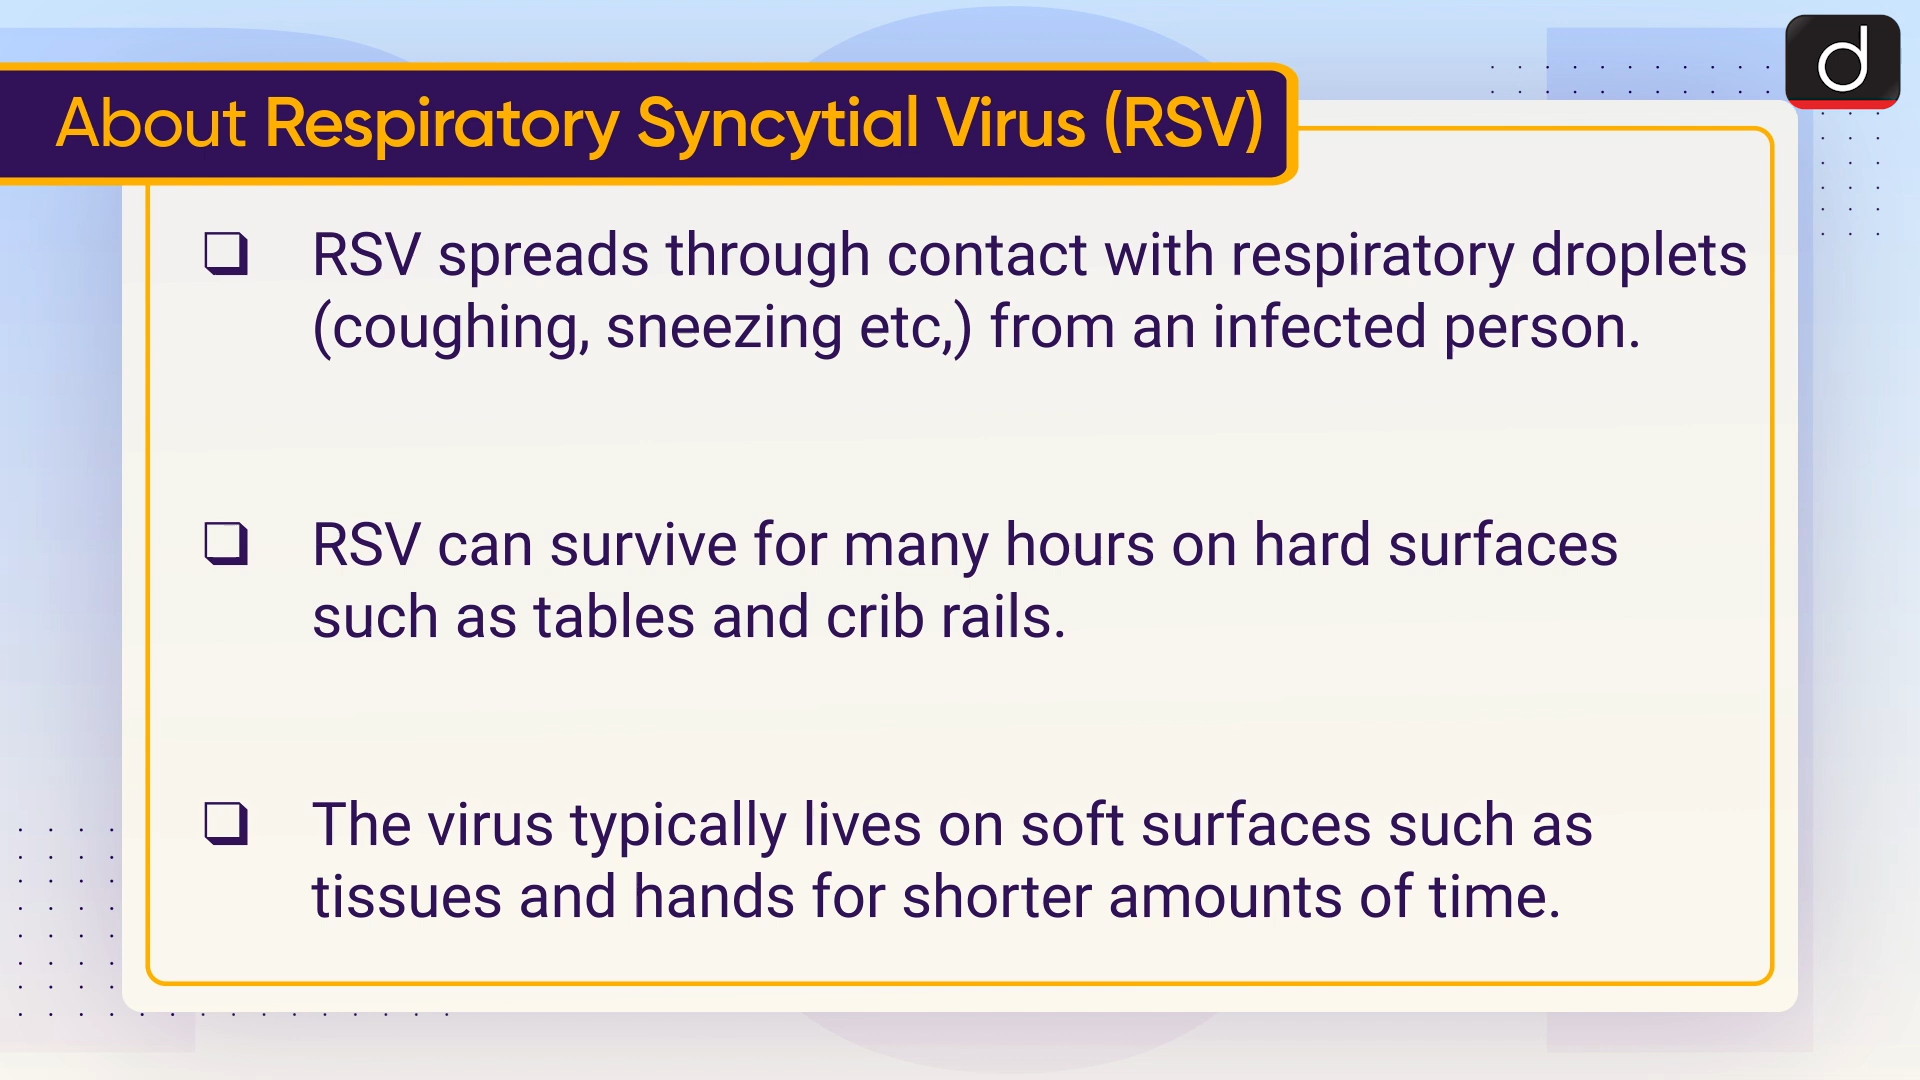 d
About Respiratory Syncytial Virus (RSV)
❏ RSV spreads through contact with respiratory droplets
(coughing, sneezing etc,) from an infected person.
❏ RSV can survive for many hours on hard surfaces
such as tables and crib rails.
❏ The virus typically lives on soft surfaces such as
tissues and hands for shorter amounts of time.